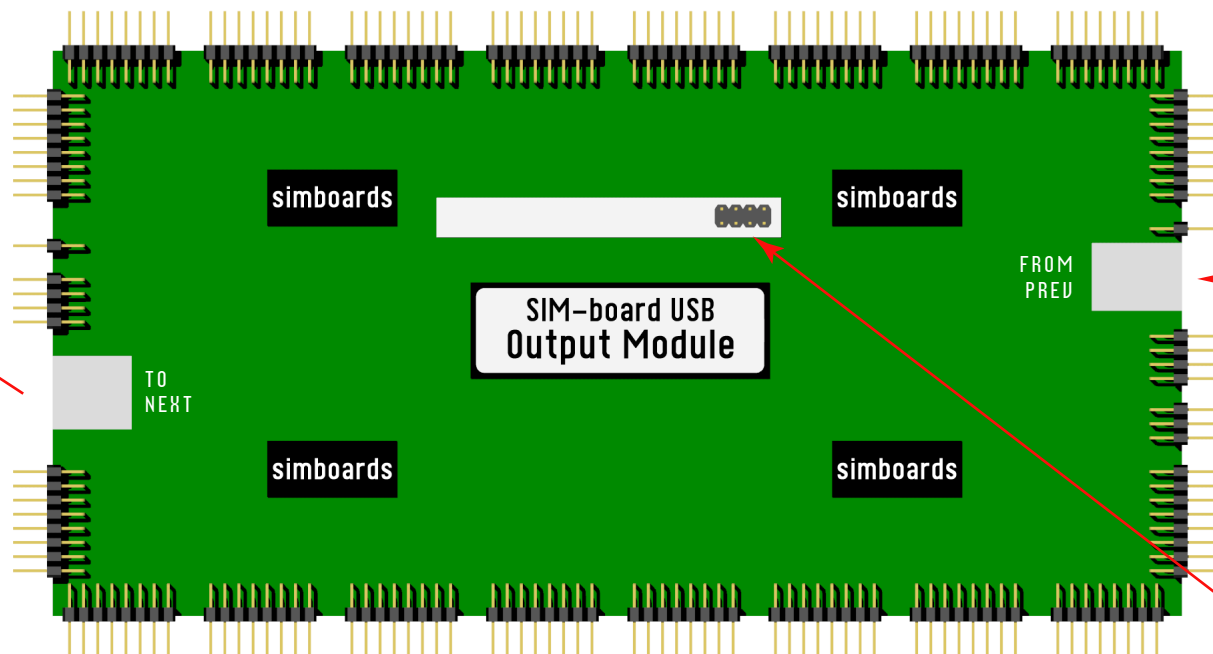 simboards
simboards
FROM
PREV
SIM-board USB
Output Module
TO
NEXT
simboards
simboards